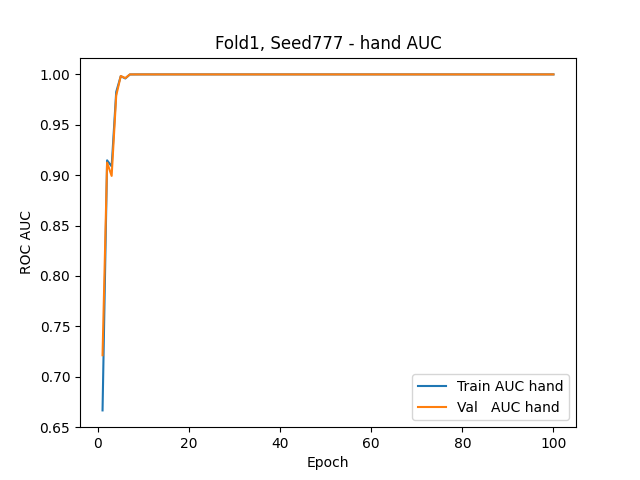 Fold1, Seed777 - hand AUC
1.00
0.95
0.90
0.85
0.80
0.75
0.70
0.65
ROC AUC
Train AUC hand
Val   AUC hand
0 20 40 60 80 100
Epoch